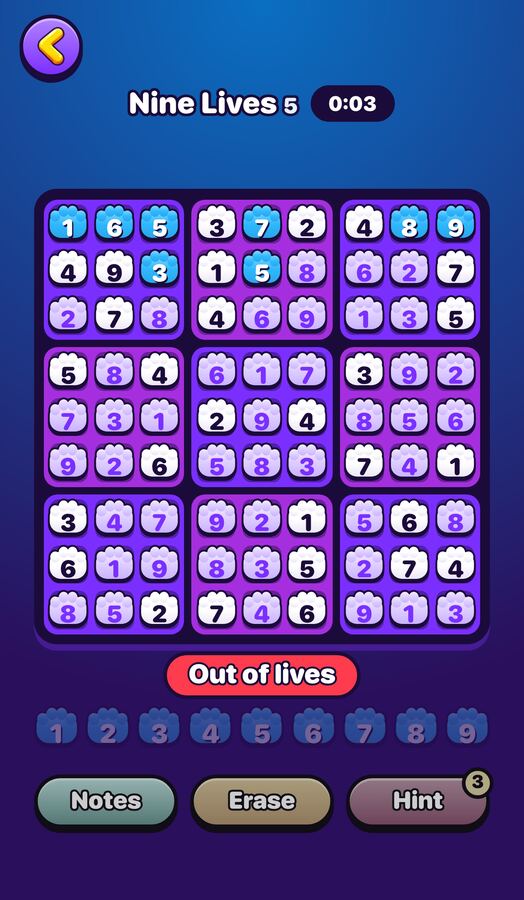 Nine Lives 5 0:03
1 6 5 3 7 2 4 8 9
4 9 3 1 5 8 6 2 7
2 7 8 4 6 9 1 3 5
5 8 4 6 1 7 3 9 2
7 3 1 2 9 4 8 5 6
9 2 6 5 8 3 7 4 1
3 4 7 9 2 1 5 6 8
6 1 9 8 3 5 2 7 4
8 5 2 7 4 6 9 1 3
Out of lives
1 2 3 4 5 6 7 8 9
Notes Erase Hint 3